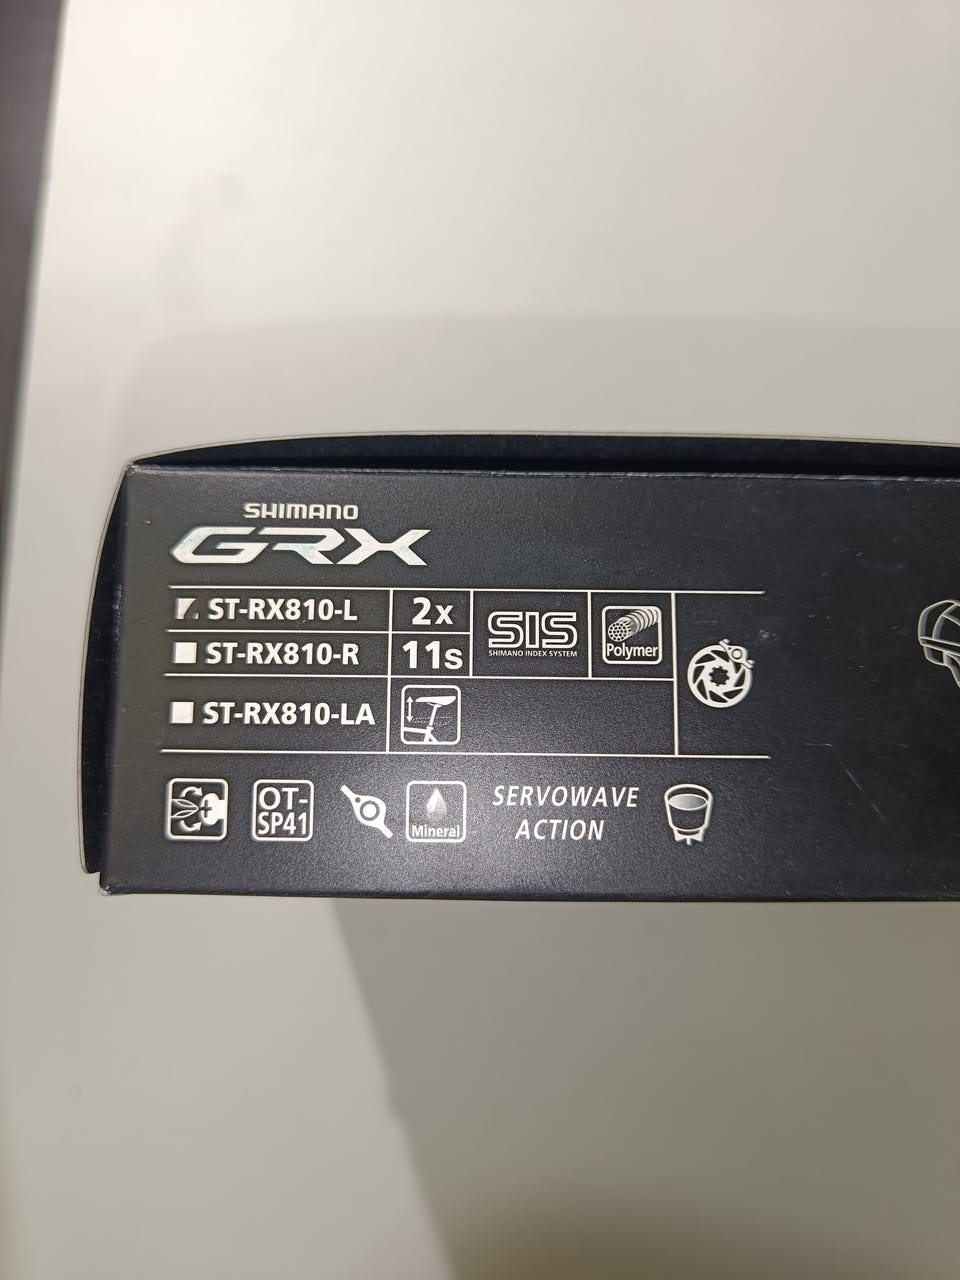 SHIMANO
GRX
ST-RX810-L 2x
ST-RX810-R 11s
SIS
SHIMANO INDEX SYSTEM
Polymer
ST-RX810-LA
OT-
SP41
Mineral
SERVOWAVE
ACTION